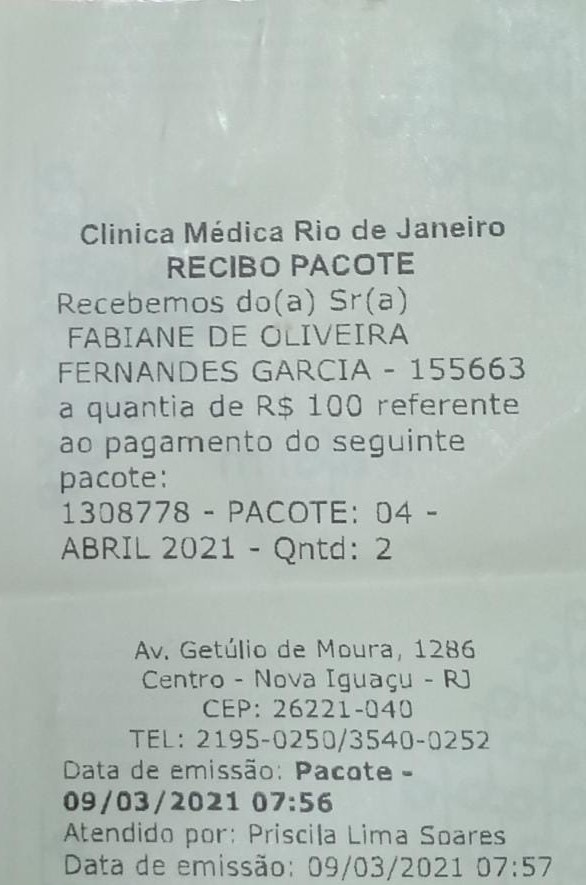 Clinica Médica Rio de Janeiro
RECIBO PACOTE
Recebemos do(a) Sr(a)
FABIANE DE OLIVEIRA
FERNANDES GARCIA - 155663
a quantia de R$ 100 referente
ao pagamento do seguinte
pacote:
1308778 - PACOTE: 04 -
ABRIL 2021 - Qntd: 2
Av. Getúlio de Moura, 1286
Centro - Nova Iguaçu - RJ
CEP: 26221-040
TEL: 2195-0250/3540-0252
Data de emissão: Pacote -
09/03/2021 07:56
Atendido por: Priscila Lima Soares
Data de emissão: 09/03/2021 07:57